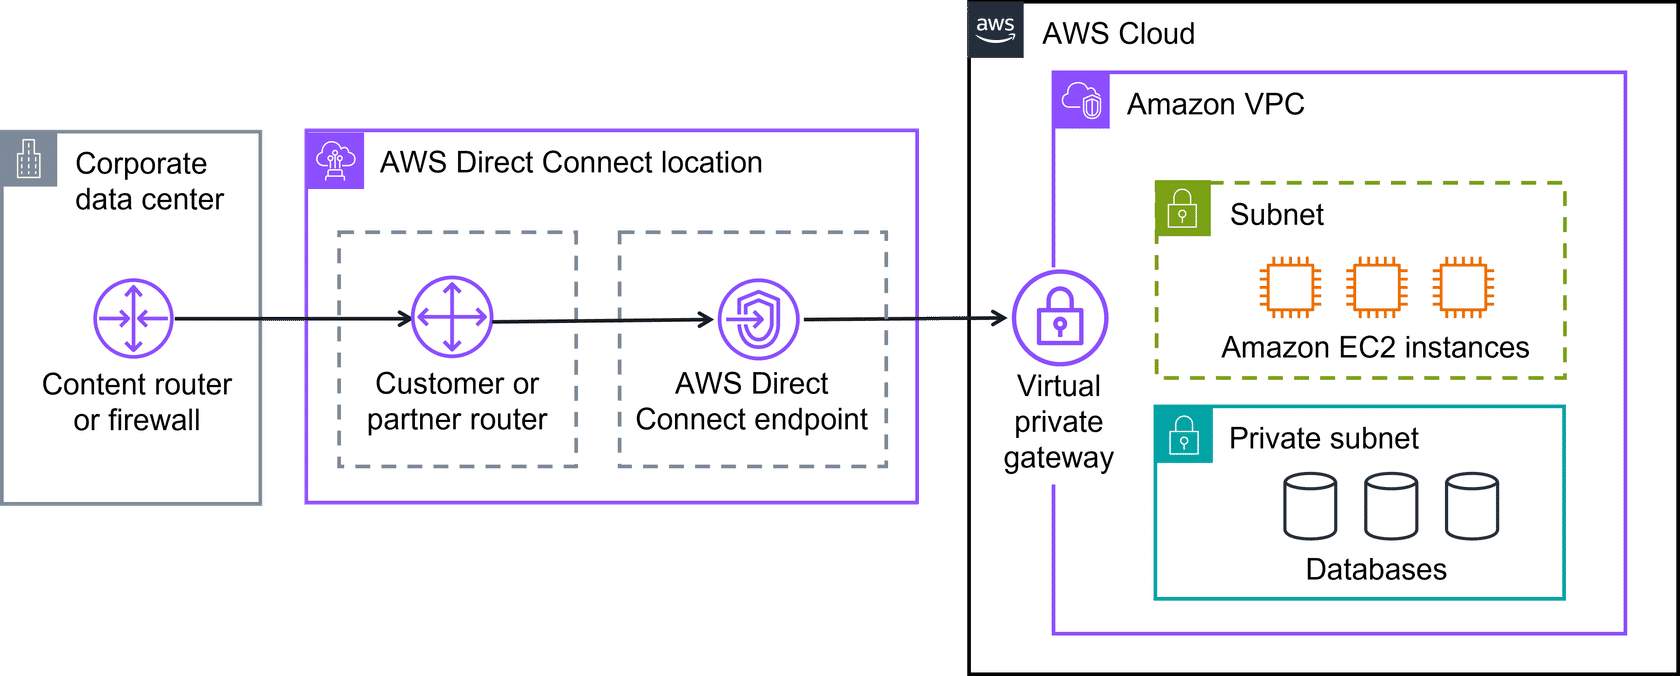 aws
AWS Cloud
Amazon VPC
Corporate
data center
AWS Direct Connect location
Subnet
Amazon EC2 instances
Content router
or firewall
Customer or
partner router
AWS Direct
Connect endpoint
Virtual
private
gateway
Private subnet
Databases